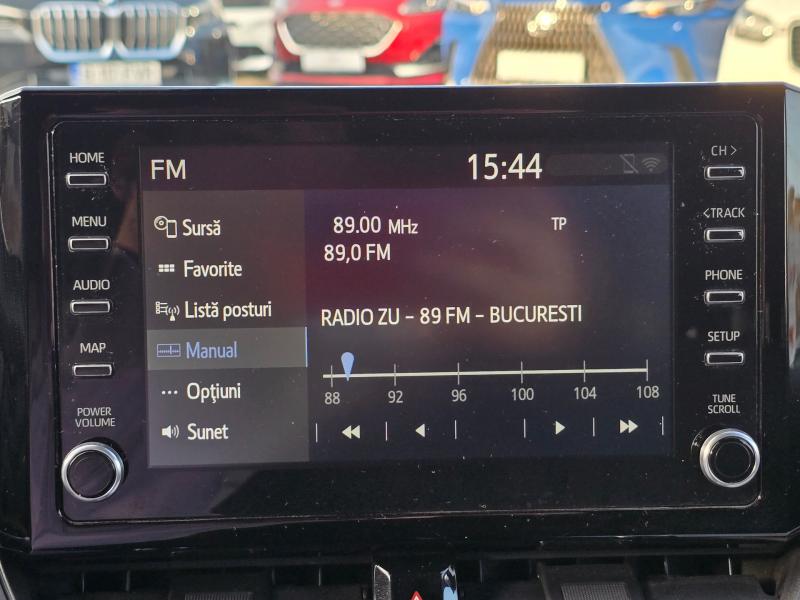 HOME
MENU
AUDIO
MAP
POWER
VOLUME
FM
15:44
Sursă
Favorite
Listă posturi
Manual
Opţiuni
Sunet
89.00 MHz
TP
89,0 FM
RADIO ZU - 89 FM - BUCURESTI
88 92 96 100 104 108
CH >
<TRACK
PHONE
SETUP
TUNE
SCROLL